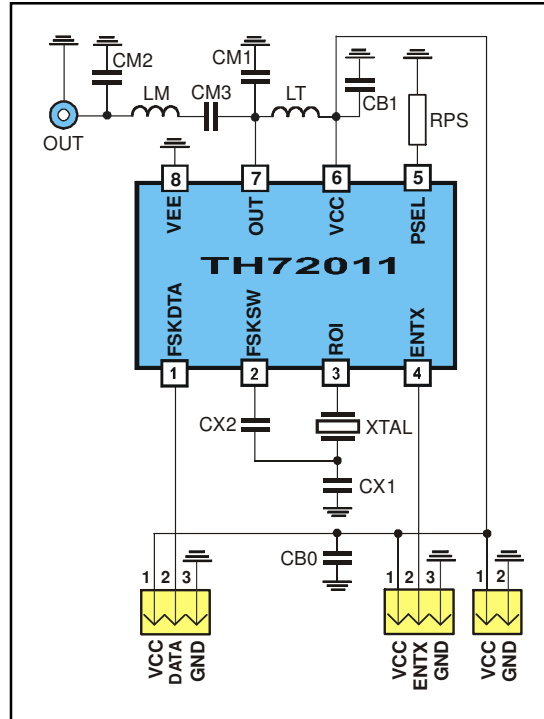 CM2
CM1
LM
CM3
LT
CB1
RPS
OUT
8
7
6
5
VEE
OUT
VCC
PSEL
TH72011
FSKDTA
FSKSW
ROI
ENTX
1
2
3
4
CX2
XTAL
CX1
CB0
1 2 3
1 2 3
1 2
VCC
DATA
GND
VCC
ENTX
GND
VCC
GND